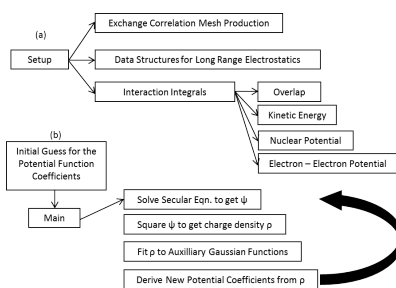 (a)
Setup
Exchange Correlation Mesh Production
Data Structures for Long Range Electrostatics
Interaction Integrals
Overlap
Kinetic Energy
Nuclear Potential
Electron – Electron Potential
(b)
Initial Guess for the
Potential Function
Coefficients
Main
Solve Secular Eqn. to get ψ
Square ψ to get charge density ρ
Fit ρ to Auxilliary Gaussian Functions
Derive New Potential Coefficients from ρ